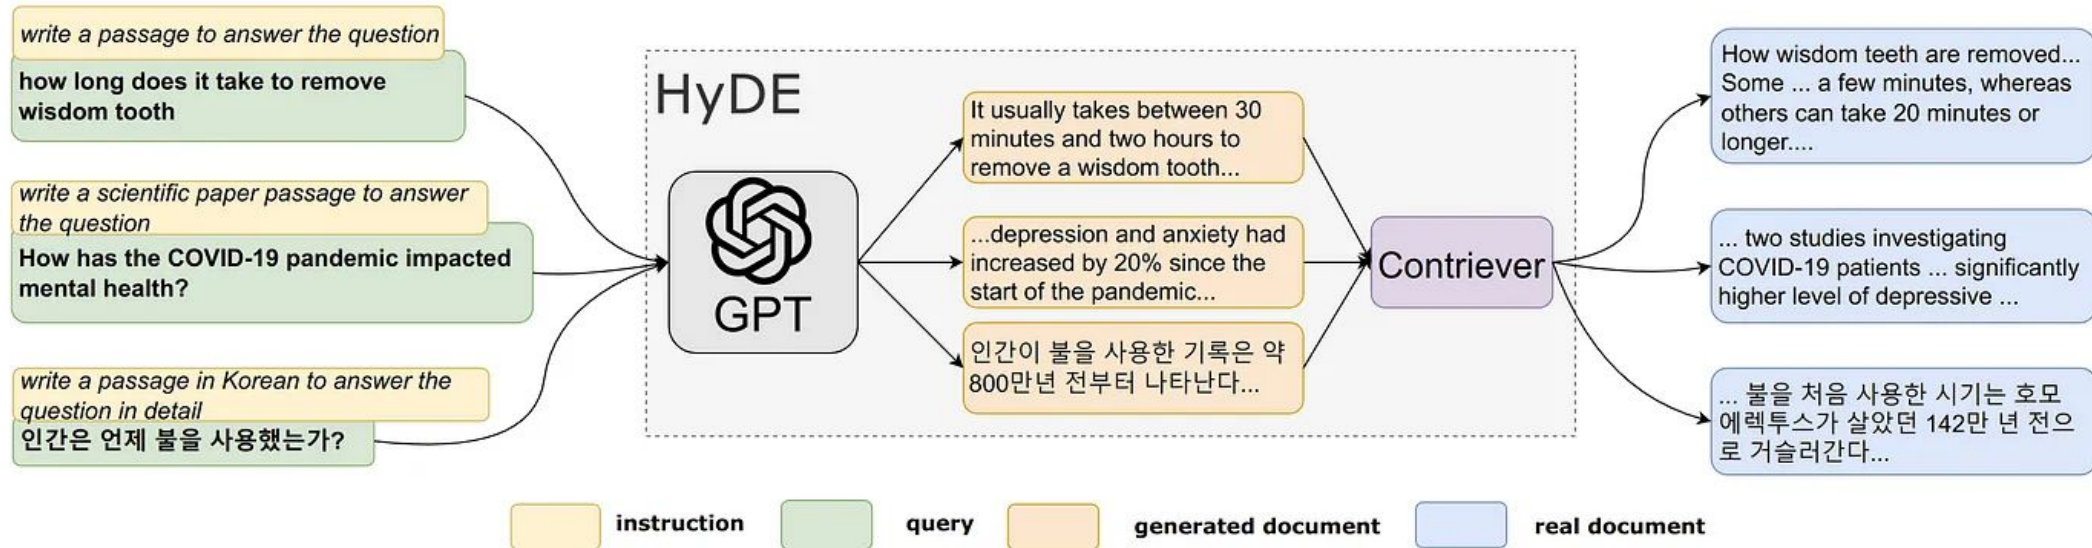 write a passage to answer the question
how long does it take to remove
wisdom tooth
write a scientific paper passage to answer
the question
How has the COVID-19 pandemic impacted
mental health?
write a passage in Korean to answer the
question in detail
인간은 언제 불을 사용했는가?
HyDE
GPT
It usually takes between 30
minutes and two hours to
remove a wisdom tooth...
...depression and anxiety had
increased by 20% since the
start of the pandemic...
인간이 불을 사용한 기록은 약
800만년 전부터 나타난다...
Contriever
How wisdom teeth are removed...
Some ... a few minutes, whereas
others can take 20 minutes or
longer....
... two studies investigating
COVID-19 patients ... significantly
higher level of depressive ...
... 불을 처음 사용한 시기는 호모
에렉투스가 살았던 142만 년 전으
로 거슬러간다...
instruction
query
generated document
real document